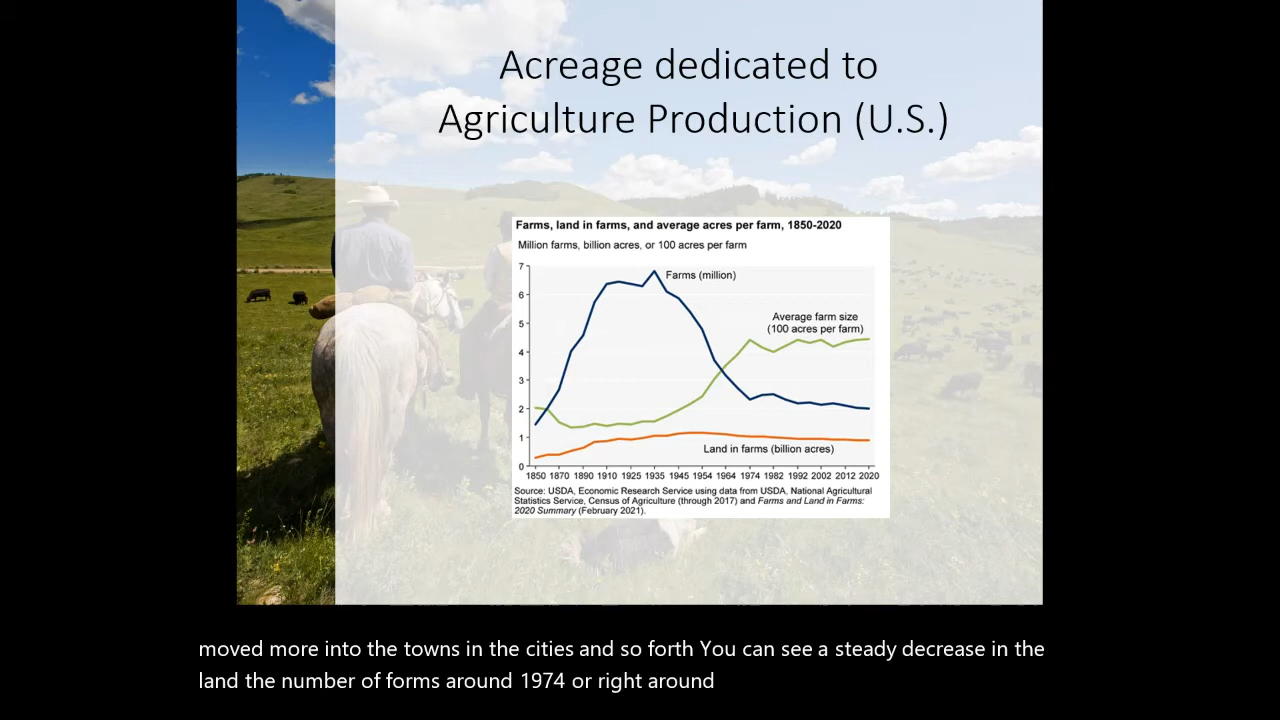 Acreage dedicated to
Agriculture Production (U.S.)
Farms, land in farms, and average acres per farm, 1850-2020
Million farms, billion acres, or 100 acres per farm
7
6
5
4
3
2
1
0
Farms (million)
Average farm size
(100 acres per farm)
Land in farms (billion acres)
1850 1870 1890 1910 1925 1935 1945 1954 1964 1974 1982 1992 2002 2012 2020
Source: USDA, Economic Research Service using data from USDA, National Agricultural
Statistics Service, Census of Agriculture (through 2017) and Farms and Land in Farms:
2020 Summary (February 2021).
moved more into the towns in the cities and so forth You can see a steady decrease in the
land the number of forms around 1974 or right around